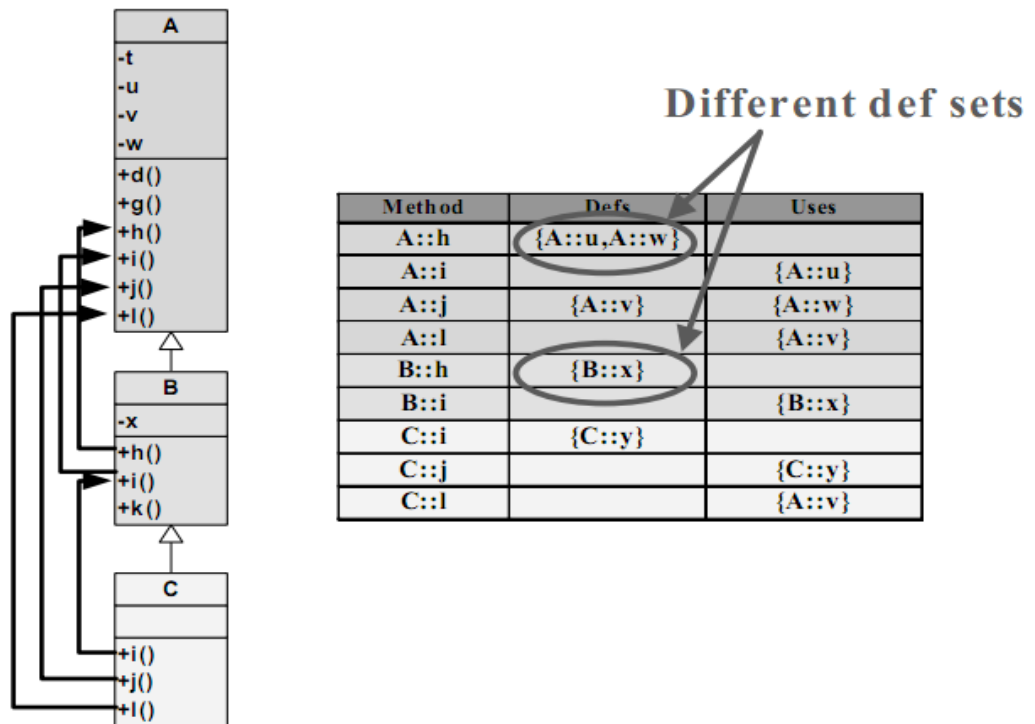 A
-t
-u
-v
-w
+d()
+g()
+h()
+i()
+j()
+l()
B
-x
+h()
+i()
+k()
C
+i()
+j()
+l()
Different def sets
Method Defs Uses
A::h {A::u,A::w}
A::i {A::u}
A::j {A::v} {A::w}
A::l {A::v}
B::h {B::x}
B::i {B::x}
C::i {C::y}
C::j {C::y}
C::l {A::v}